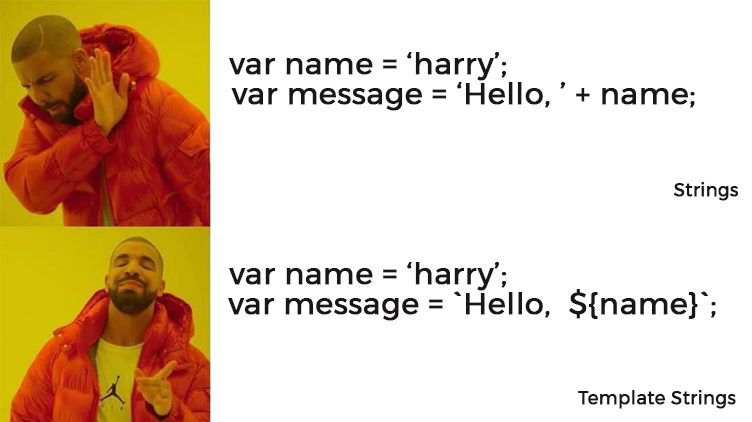 var name = ‘harry’;
var message = ‘Hello, ’ + name;
Strings
var name = ‘harry’;
var message = `Hello,  ${name}`;
Template Strings